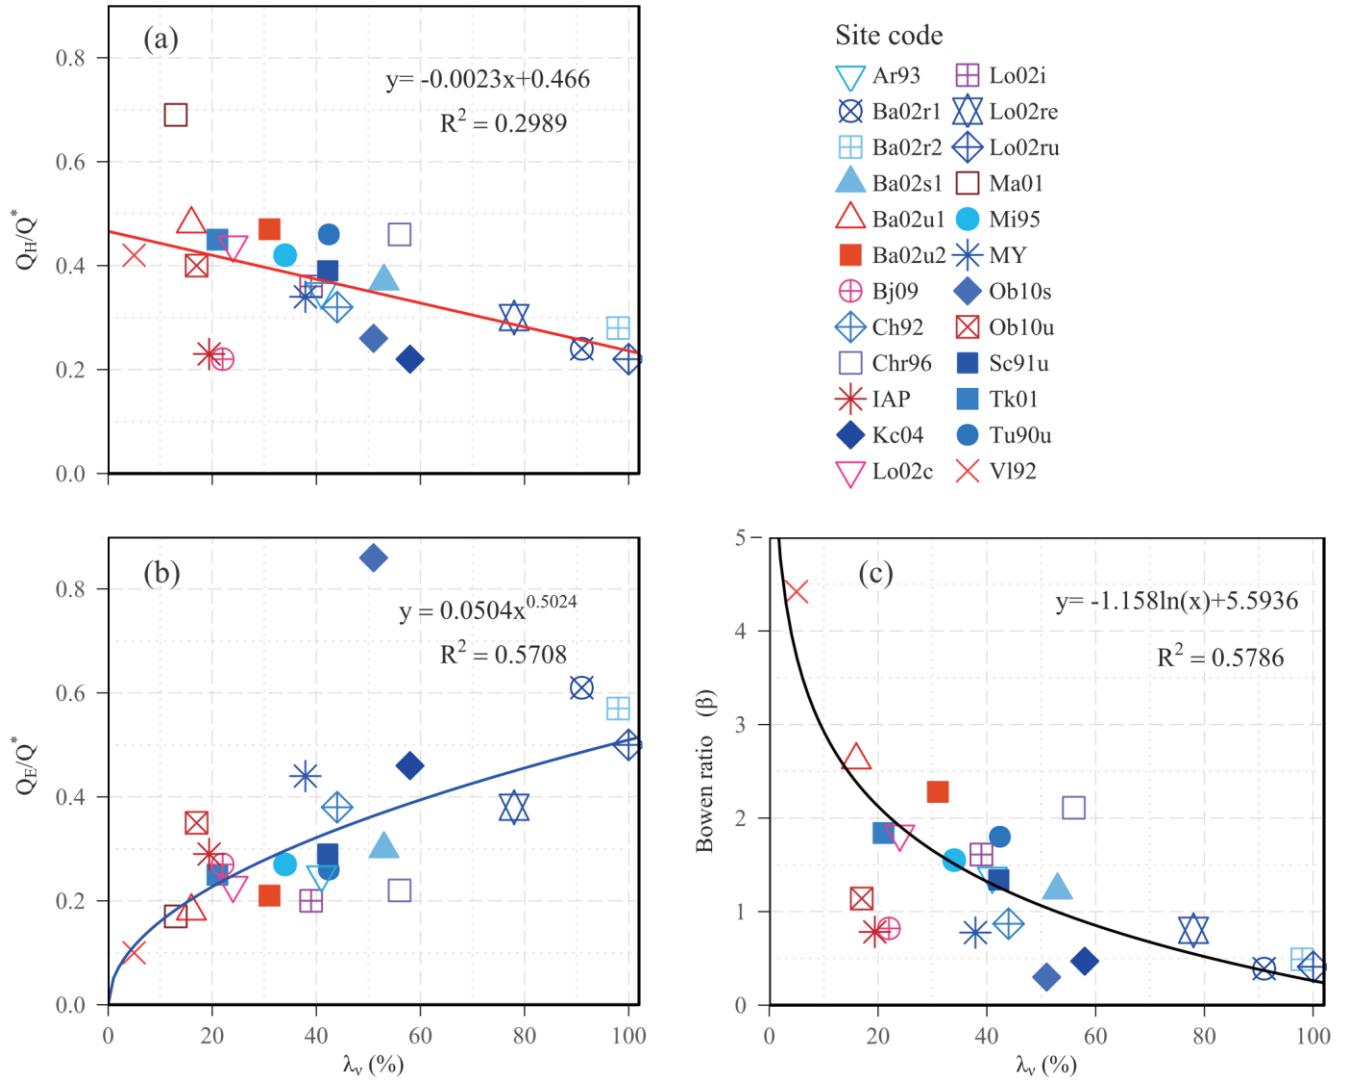 (a)
y= -0.0023x+0.466
R² = 0.2989
Q_H/Q*
0.8
0.6
0.4
0.2
0.0
Site code
Ar93 Lo02i
Ba02r1 Lo02re
Ba02r2 Lo02ru
Ba02s1 Ma01
Ba02u1 Mi95
Ba02u2 MY
Bj09 Ob10s
Ch92 Ob10u
Chr96 Sc91u
IAP Tk01
Kc04 Tu90u
Lo02c Vl92
(b)
y = 0.0504x^0.5024
R² = 0.5708
Q_E/Q*
0.8
0.6
0.4
0.2
0.0
0 20 40 60 80 100
λ_v (%)
(c)
y= -1.158ln(x)+5.5936
R² = 0.5786
Bowen ratio (β)
5
4
3
2
1
0
0 20 40 60 80 100
λ_v (%)